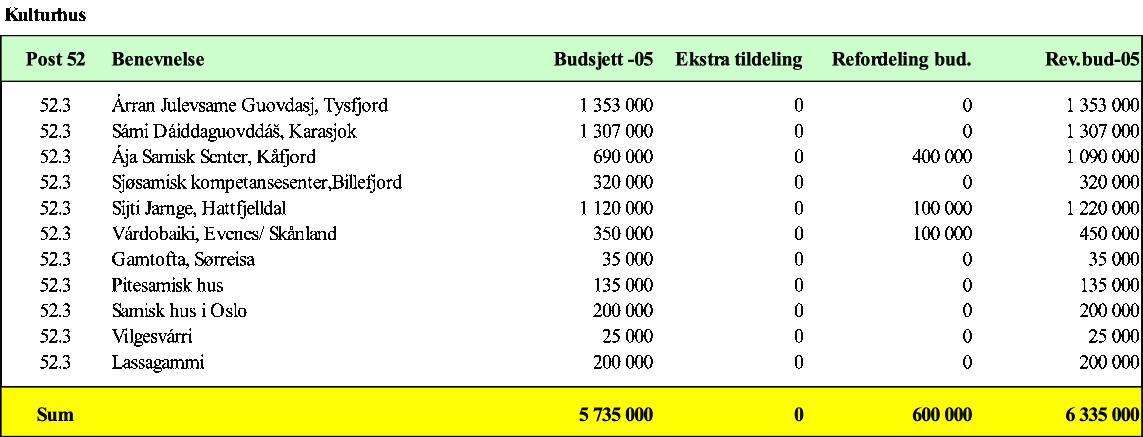 Kulturhus
Post 52 Benevnelse Budsjett -05 Ekstra tildeling Refordeling bud. Rev.bud-05
52.3 Árran Julevsame Guovdasj, Tysfjord 1 353 000 0 0 1 353 000
52.3 Sámi Dáiddaguovddáš, Karasjok 1 307 000 0 0 1 307 000
52.3 Ája Samisk Senter, Kåfjord 690 000 0 400 000 1 090 000
52.3 Sjøsamisk kompetansesenter,Billefjord 320 000 0 0 320 000
52.3 Sijti Jarnge, Hattfjelldal 1 120 000 0 100 000 1 220 000
52.3 Várdobaiki, Evenes/ Skånland 350 000 0 100 000 450 000
52.3 Gamtofta, Sørreisa 35 000 0 0 35 000
52.3 Pitesamisk hus 135 000 0 0 135 000
52.3 Samisk hus i Oslo 200 000 0 0 200 000
52.3 Vilgesvárri 25 000 0 0 25 000
52.3 Lassagammi 200 000 0 0 200 000
Sum 5 735 000 0 600 000 6 335 000